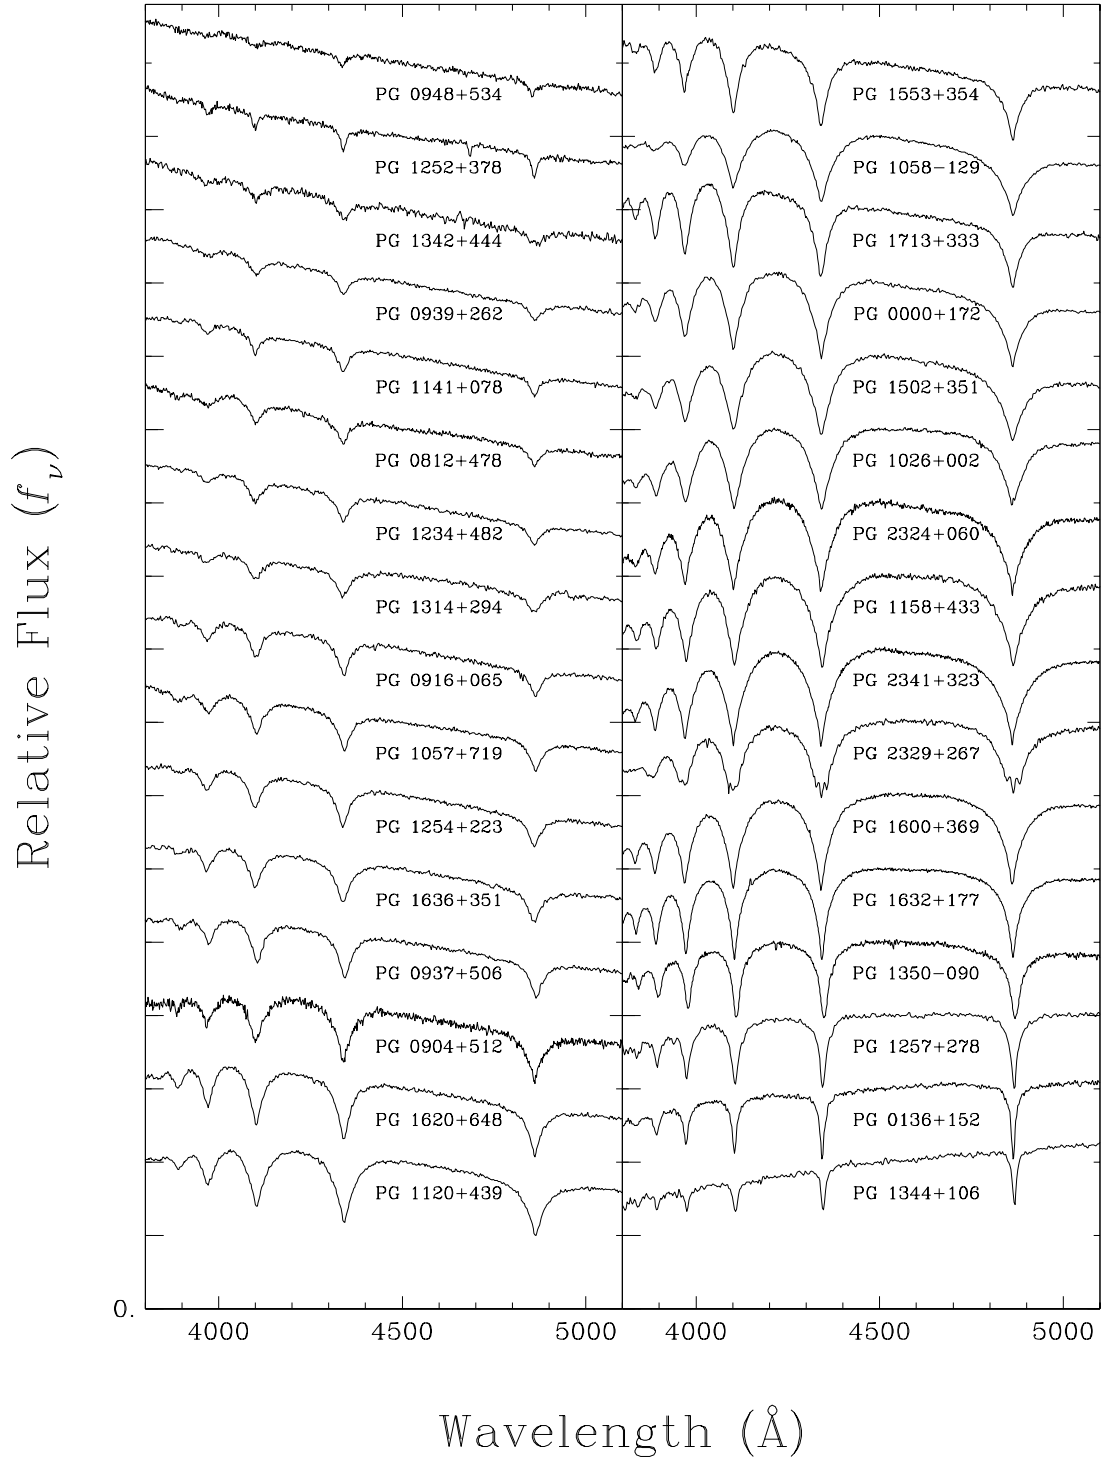 Relative Flux (fν)
PG 0948+534
PG 1252+378
PG 1342+444
PG 0939+262
PG 1141+078
PG 0812+478
PG 1234+482
PG 1314+294
PG 0916+065
PG 1057+719
PG 1254+223
PG 1636+351
PG 0937+506
PG 0904+512
PG 1620+648
PG 1120+439
PG 1553+354
PG 1058−129
PG 1713+333
PG 0000+172
PG 1502+351
PG 1026+002
PG 2324+060
PG 1158+433
PG 2341+323
PG 2329+267
PG 1600+369
PG 1632+177
PG 1350−090
PG 1257+278
PG 0136+152
PG 1344+106
0.
4000 4500 5000 4000 4500 5000
Wavelength (Å)